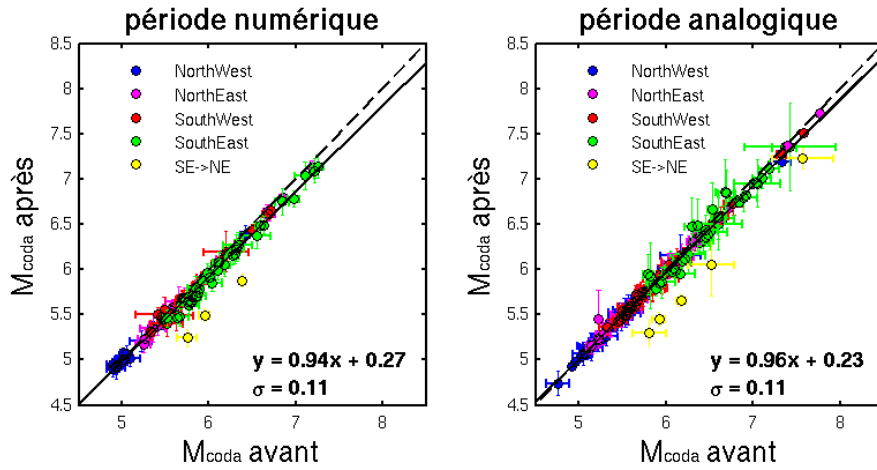 période numérique
8.5
8
7.5
7
6.5
6
5.5
5
4.5
5
6
7
8
Mcoda après
Mcoda avant
NorthWest
NorthEast
SouthWest
SouthEast
SE->NE
y = 0.94x + 0.27
σ = 0.11
période analogique
8.5
8
7.5
7
6.5
6
5.5
5
4.5
5
6
7
8
Mcoda après
Mcoda avant
NorthWest
NorthEast
SouthWest
SouthEast
SE->NE
y = 0.96x + 0.23
σ = 0.11